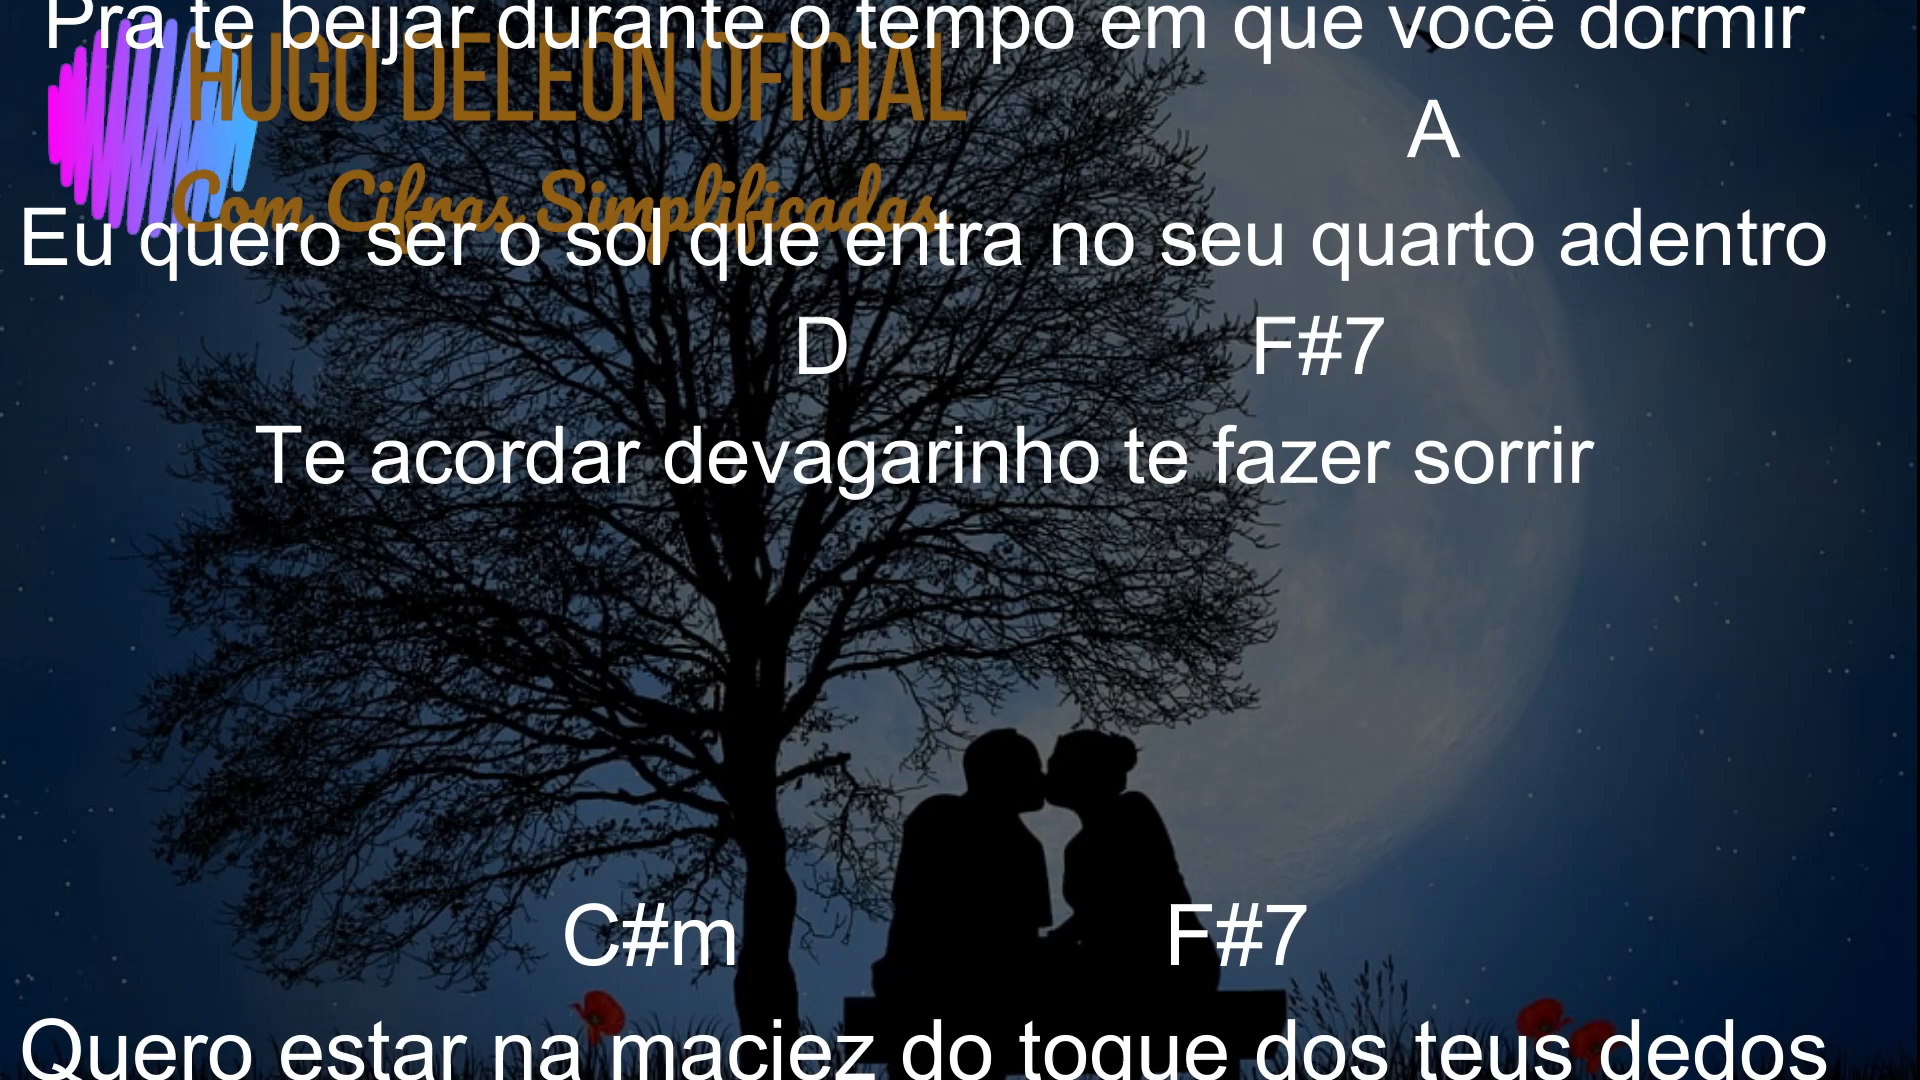 Pra te beijar durante o tempo em que você dormir
HUGO DELEON OFICIAL
A
Com Cifras Simplificadas
Eu quero ser o sol que entra no seu quarto adentro
D F#7
Te acordar devagarinho te fazer sorrir
C#m F#7
Quero estar na maciez do toque dos teus dedos